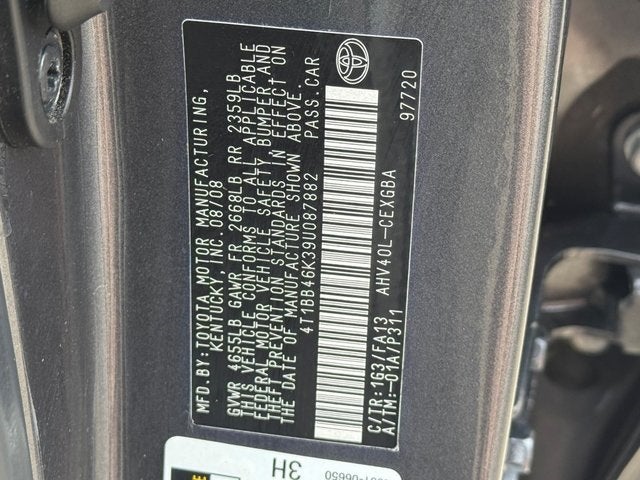 MFD. BY: TOYOTA MOTOR MANUFACTURING,
KENTUCKY, INC. 08/08
GVWR 4655LB GAWR FR 2668LB RR 2359LB
THIS VEHICLE CONFORMS TO ALL APPLICABLE
FEDERAL MOTOR VEHICLE SAFETY BUMPER AND
THEFT PREVENTION STANDARDS IN EFFECT ON
THE DATE OF MANUFACTURE SHOWN ABOVE.
4T1BB46K39U087882 PASS. CAR
C/TR: 1G3/FA13 AHV40L-CEXGBA
A/TM: -01A/P311 97720
3H